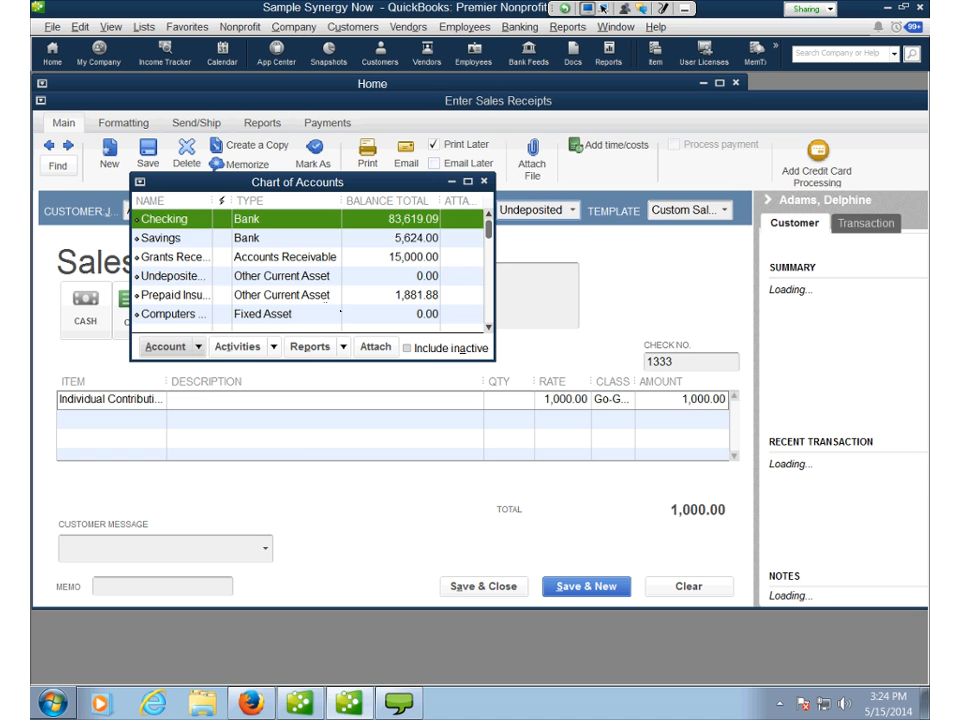 Sample Synergy Now - QuickBooks: Premier Nonprofit
Sharing
File Edit View Lists Favorites Nonprofit Company Customers Vendors Employees Banking Reports Window Help
99+
Home My Company Income Tracker Calendar App Center Snapshots Customers Vendors Employees Bank Feeds Docs Reports Item User Licenses MemTx
Search Company or Help
Home
Enter Sales Receipts
Main Formatting Send/Ship Reports Payments
Find New Save Delete Create a Copy Memorize Mark As Print Email Print Later Email Later Attach File Add time/costs Process payment Add Credit Card Processing
Chart of Accounts
NAME TYPE BALANCE TOTAL ATTA...
Checking Bank 83,619.09
Savings Bank 5,624.00
Grants Rece... Accounts Receivable 15,000.00
Undeposite... Other Current Asset 0.00
Prepaid Insu... Other Current Asset 1,881.88
Computers ... Fixed Asset 0.00
Account Activities Reports Attach Include inactive
CUSTOMER:J...
Undeposited TEMPLATE Custom Sal...
Sales
CASH
CHECK NO.
1333
ITEM DESCRIPTION QTY RATE CLASS AMOUNT
Individual Contributi... 1,000.00 Go-G... 1,000.00
TOTAL 1,000.00
CUSTOMER MESSAGE
MEMO
Save & Close Save & New Clear
Adams, Delphine
Customer Transaction
SUMMARY
Loading...
RECENT TRANSACTION
Loading...
NOTES
Loading...
3:24 PM
5/15/2014